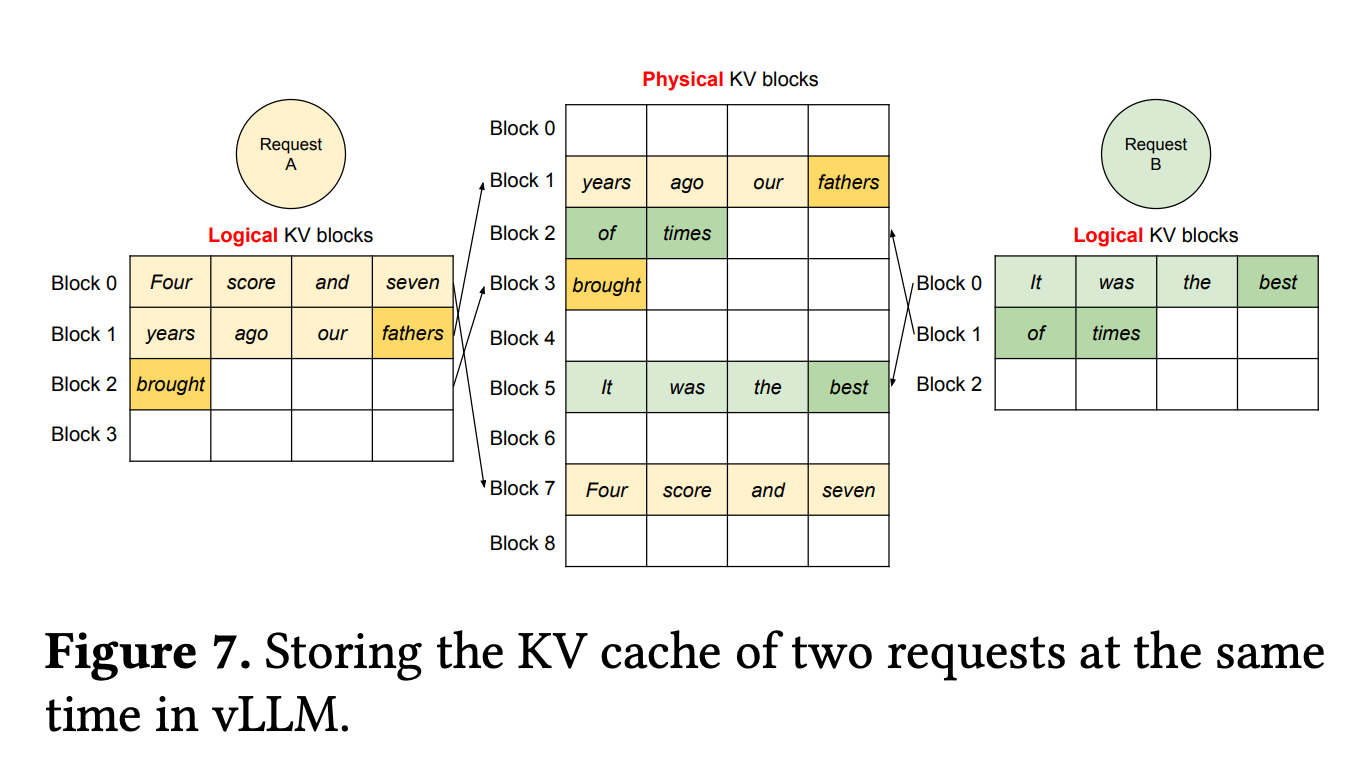 Request
A
Logical KV blocks
Block 0 Four score and seven
Block 1 years ago our fathers
Block 2 brought
Block 3
Physical KV blocks
Block 0
Block 1 years ago our fathers
Block 2 of times
Block 3 brought
Block 4
Block 5 It was the best
Block 6
Block 7 Four score and seven
Block 8
Request
B
Logical KV blocks
Block 0 It was the best
Block 1 of times
Block 2
Figure 7. Storing the KV cache of two requests at the same
time in vLLM.